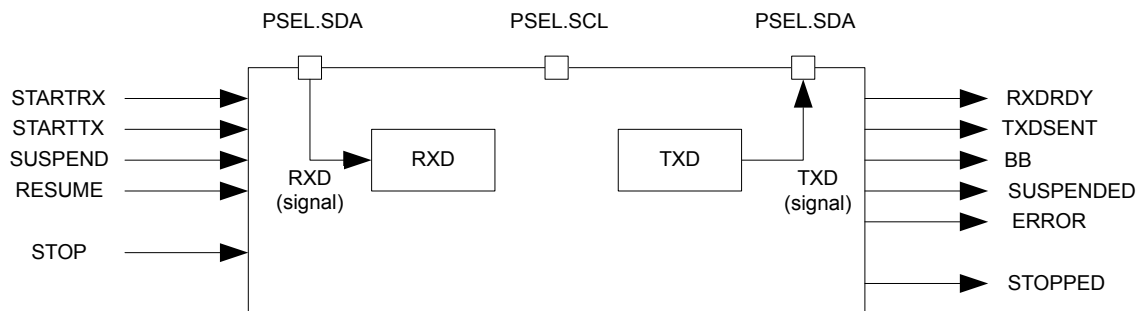 PSEL.SDA PSEL.SCL PSEL.SDA
STARTRX
STARTTX
SUSPEND
RESUME
STOP
RXD
(signal)
RXD
TXD
TXD
(signal)
RXDRDY
TXDSENT
BB
SUSPENDED
ERROR
STOPPED